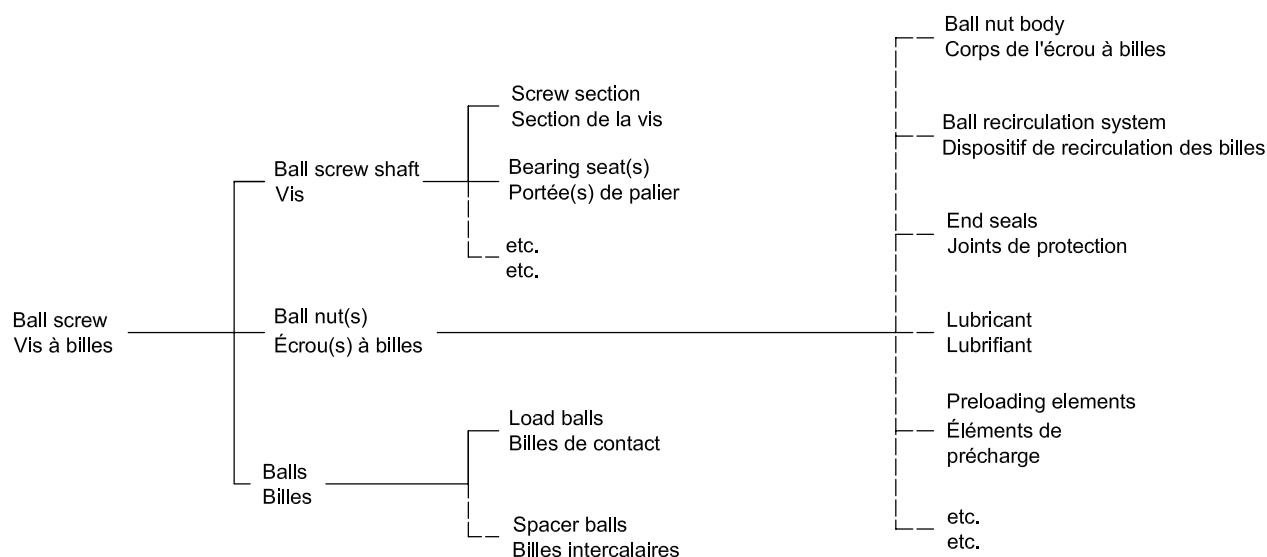 Ball screw
Vis à billes
Ball screw shaft
Vis
Screw section
Section de la vis
Bearing seat(s)
Portée(s) de palier
etc.
etc.
Ball nut(s)
Écrou(s) à billes
Ball nut body
Corps de l'écrou à billes
Ball recirculation system
Dispositif de recirculation des billes
End seals
Joints de protection
Lubricant
Lubrifiant
Preloading elements
Éléments de
précharge
etc.
etc.
Balls
Billes
Load balls
Billes de contact
Spacer balls
Billes intercalaires